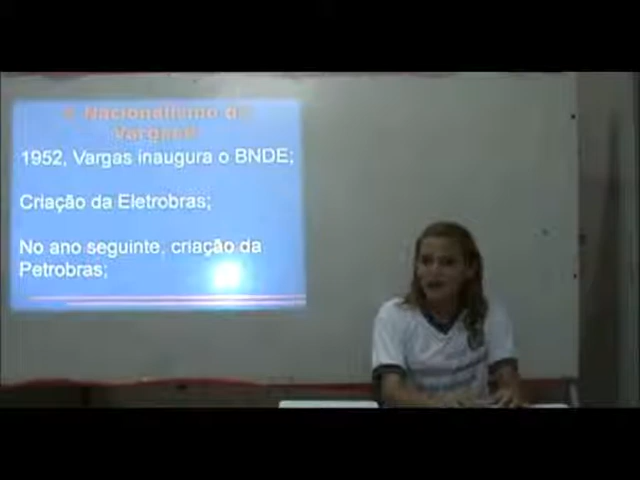 O Nacionalismo de
Vargas
1952, Vargas inaugura o BNDE;
Criação da Eletrobras;
No ano seguinte, criação da
Petrobras;